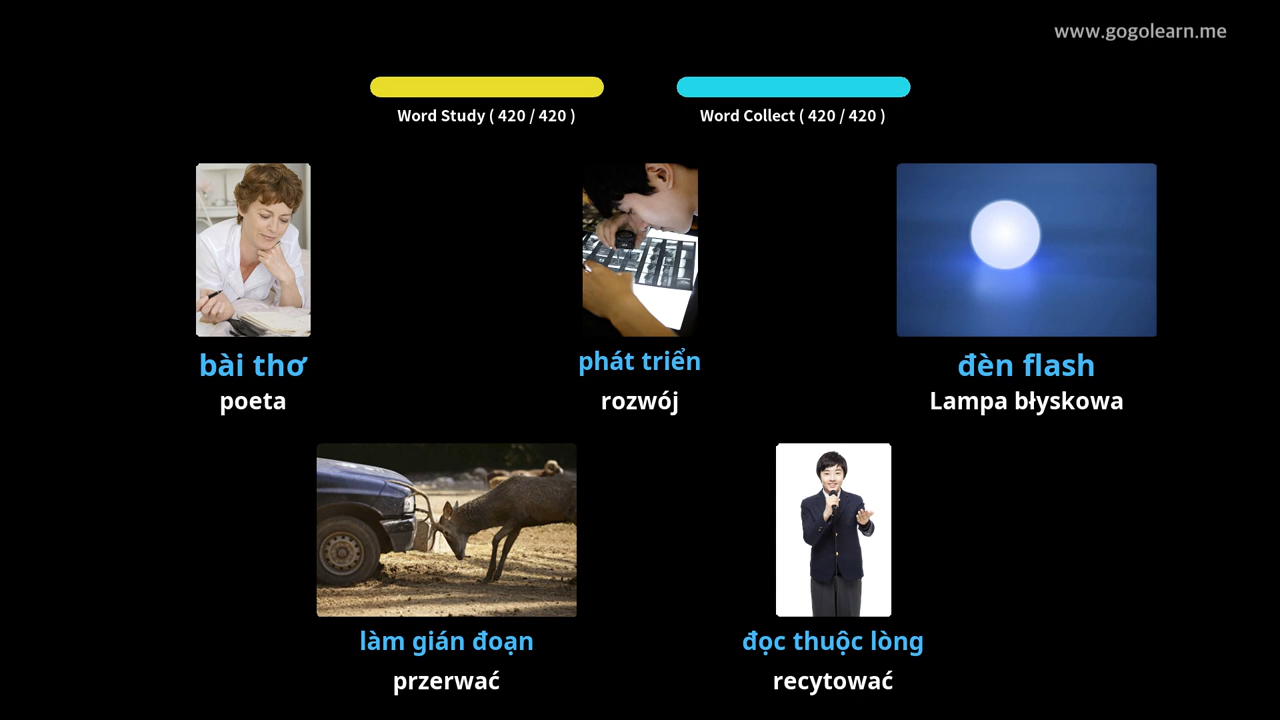 www.gogolearn.me
Word Study ( 420 / 420 )
Word Collect ( 420 / 420 )
bài thơ
poeta
phát triển
rozwój
đèn flash
Lampa błyskowa
làm gián đoạn
przerwać
đọc thuộc lòng
recytować